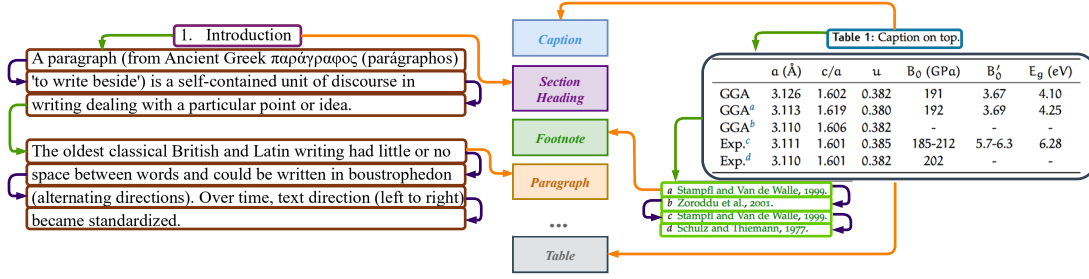 1. Introduction
A paragraph (from Ancient Greek παράγραφος (parágraphos)
'to write beside') is a self-contained unit of discourse in
writing dealing with a particular point or idea.
The oldest classical British and Latin writing had little or no
space between words and could be written in boustrophedon
(alternating directions). Over time, text direction (left to right)
became standardized.
Caption
Section
Heading
Footnote
Paragraph
...
Table
Table 1: Caption on top.
a (Å) c/a u B₀ (GPa) B′₀ E_g (eV)
GGA 3.126 1.602 0.382 191 3.67 4.10
GGAᵃ 3.113 1.619 0.380 192 3.69 4.25
GGAᵇ 3.110 1.606 0.382 - - -
Exp.ᶜ 3.111 1.601 0.385 185-212 5.7-6.3 6.28
Exp.ᵈ 3.110 1.601 0.382 202 - -
a Stampfl and Van de Walle, 1999.
b Zoroddu et al., 2001.
c Stampfl and Van de Walle, 1999.
d Schulz and Thiemann, 1977.